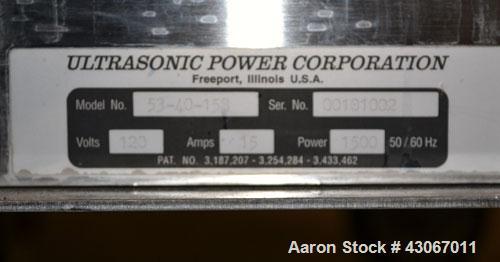 ULTRASONIC POWER CORPORATION
Freeport, Illinois U.S.A.
Model No. 53-40-153 Ser. No. 00181002
Volts 120 Amps 15 Power 1500 50/60 Hz
PAT. NO. 3,187,207 - 3,254,284 - 3,433,462
Aaron Stock # 43067011